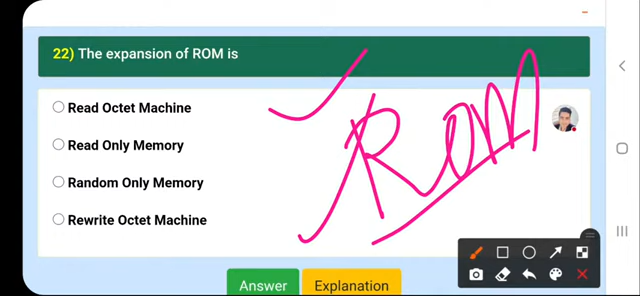 22) The expansion of ROM is
Read Octet Machine
Read Only Memory
Random Only Memory
Rewrite Octet Machine
ROM
Answer
Explanation